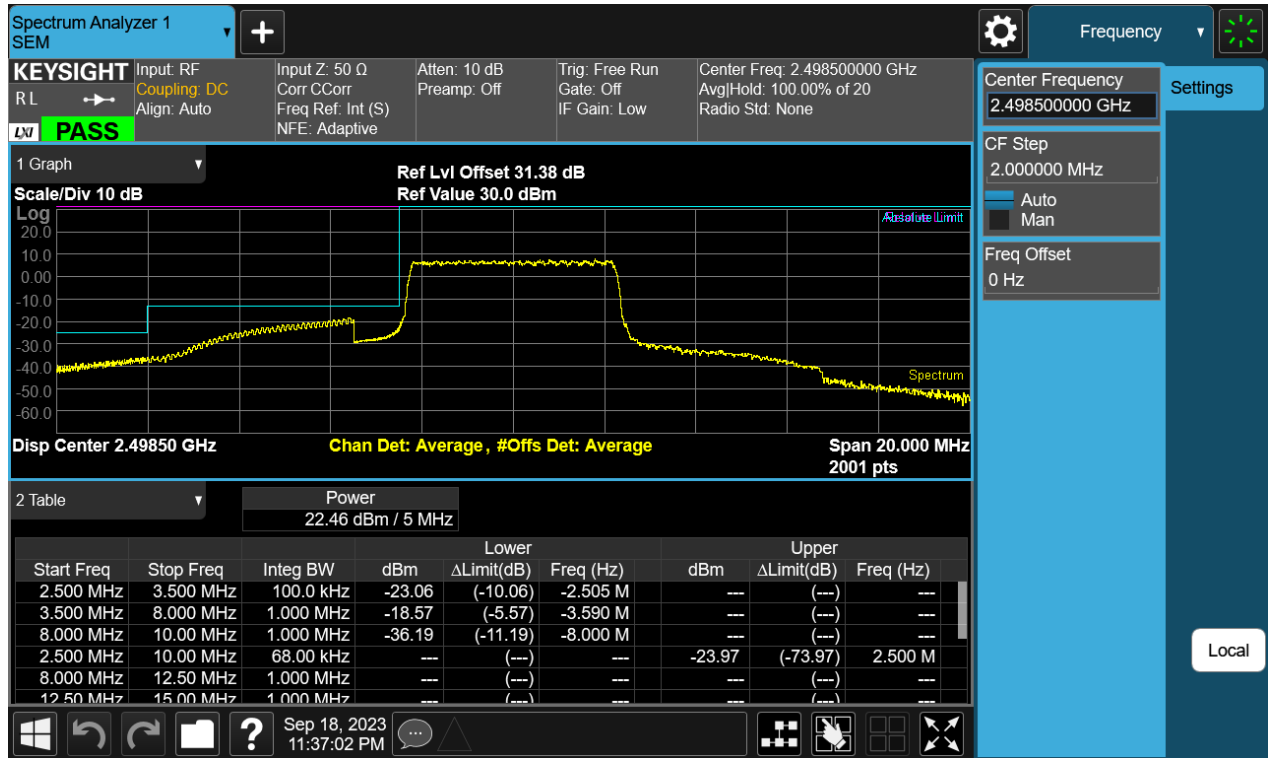 Spectrum Analyzer 1
SEM
Frequency
KEYSIGHT
R L
LXI
PASS
Input: RF
Coupling: DC
Align: Auto
Input Z: 50 Ω
Corr CCorr
Freq Ref: Int (S)
NFE: Adaptive
Atten: 10 dB
Preamp: Off
Trig: Free Run
Gate: Off
IF Gain: Low
Center Freq: 2.498500000 GHz
Avg|Hold: 100.00% of 20
Radio Std: None
1 Graph
Scale/Div 10 dB
Ref Lvl Offset 31.38 dB
Ref Value 30.0 dBm
Log
Absolute Limit
20.0
10.0
0.00
-10.0
-20.0
-30.0
-40.0
-50.0
-60.0
Spectrum
Disp Center 2.49850 GHz
Chan Det: Average , #Offs Det: Average
Span 20.000 MHz
2001 pts
2 Table
Power
22.46 dBm / 5 MHz
Lower Upper
Start Freq Stop Freq Integ BW dBm ΔLimit(dB) Freq (Hz) dBm ΔLimit(dB) Freq (Hz)
2.500 MHz 3.500 MHz 100.0 kHz -23.06 (-10.06) -2.505 M --- (---) ---
3.500 MHz 8.000 MHz 1.000 MHz -18.57 (-5.57) -3.590 M --- (---) ---
8.000 MHz 10.00 MHz 1.000 MHz -36.19 (-11.19) -8.000 M --- (---) ---
2.500 MHz 10.00 MHz 68.00 kHz --- (---) --- -23.97 (-73.97) 2.500 M
8.000 MHz 12.50 MHz 1.000 MHz --- (---) --- --- (---) ---
12.50 MHz 15.00 MHz 1.000 MHz --- (---) --- --- (---) ---
?
Sep 18, 2023
11:37:02 PM
Center Frequency
2.498500000 GHz
Settings
CF Step
2.000000 MHz
Auto
Man
Freq Offset
0 Hz
Local